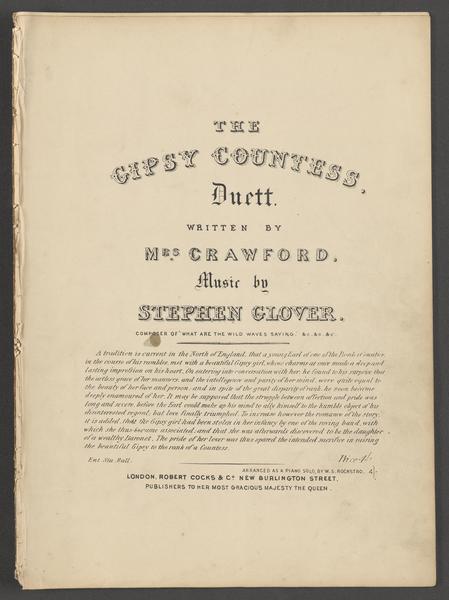 THE
GIPSY COUNTESS,
Duett.
WRITTEN BY
MRS. CRAWFORD.
Music by
STEPHEN GLOVER.
COMPOSER OF "WHAT ARE THE WILD WAVES SAYING." &c. &c. &c.
A tradition is current in the North of England, that a young Earl of one of the Border Counties,
in the course of his rambles, met with a beautiful Gipsy girl, whose charms at once made a deep and
lasting impression on his heart. On entering into conversation with her, he found to his surprise that
the artless grace of her manners, and the intelligence and purity of her mind, were quite equal to
the beauty of her face and person, and in spite of the great disparity of rank, he soon became
deeply enamoured of her. It may be supposed that the struggle between affection and pride was
long and severe, before the Earl could make up his mind to ally himself to the humble object of his
disinterested regard; but love finally triumphed. To increase however the romance of the story,
it is added, that the Gipsy girl had been stolen in her infancy by one of the roving band, with
which she thus became associated, and that she was afterwards discovered to be the daughter
of a wealthy Baronet. The pride of her lover was thus spared the intended sacrifice in raising
the beautiful Gipsy to the rank of a Countess.
Ent. Sta. Hall. Price 4/-
ARRANGED AS A PIANO SOLO, BY W. S. ROCKSTRO. 4/-
LONDON, ROBERT COCKS & Co. NEW BURLINGTON STREET,
PUBLISHERS TO HER MOST GRACIOUS MAJESTY THE QUEEN.